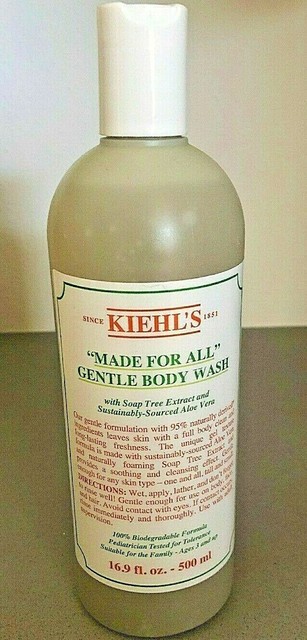 SINCE KIEHL'S 1851
"MADE FOR ALL"
GENTLE BODY WASH
with Soap Tree Extract and
Sustainably-Sourced Aloe Vera
Our gentle formulation with 95% naturally derived
ingredients leaves skin with a full body clean and
long-lasting freshness. The unique
formula is made with sustainably-sourced Aloe Vera
and naturally foaming Soap Tree Extract
provides a soothing and cleansing effect.
enough for any skin type – one and all,
DIRECTIONS: Wet, apply, lather, and
rinse well! Gentle enough for use on body,
and hair. Avoid contact with eyes. If contact
rinse immediately and thoroughly. Use with
supervision.
100% Biodegradable Formula
Pediatrician Tested for Tolerance
Suitable for the Family - Ages 3 and up
16.9 fl. oz. - 500 ml